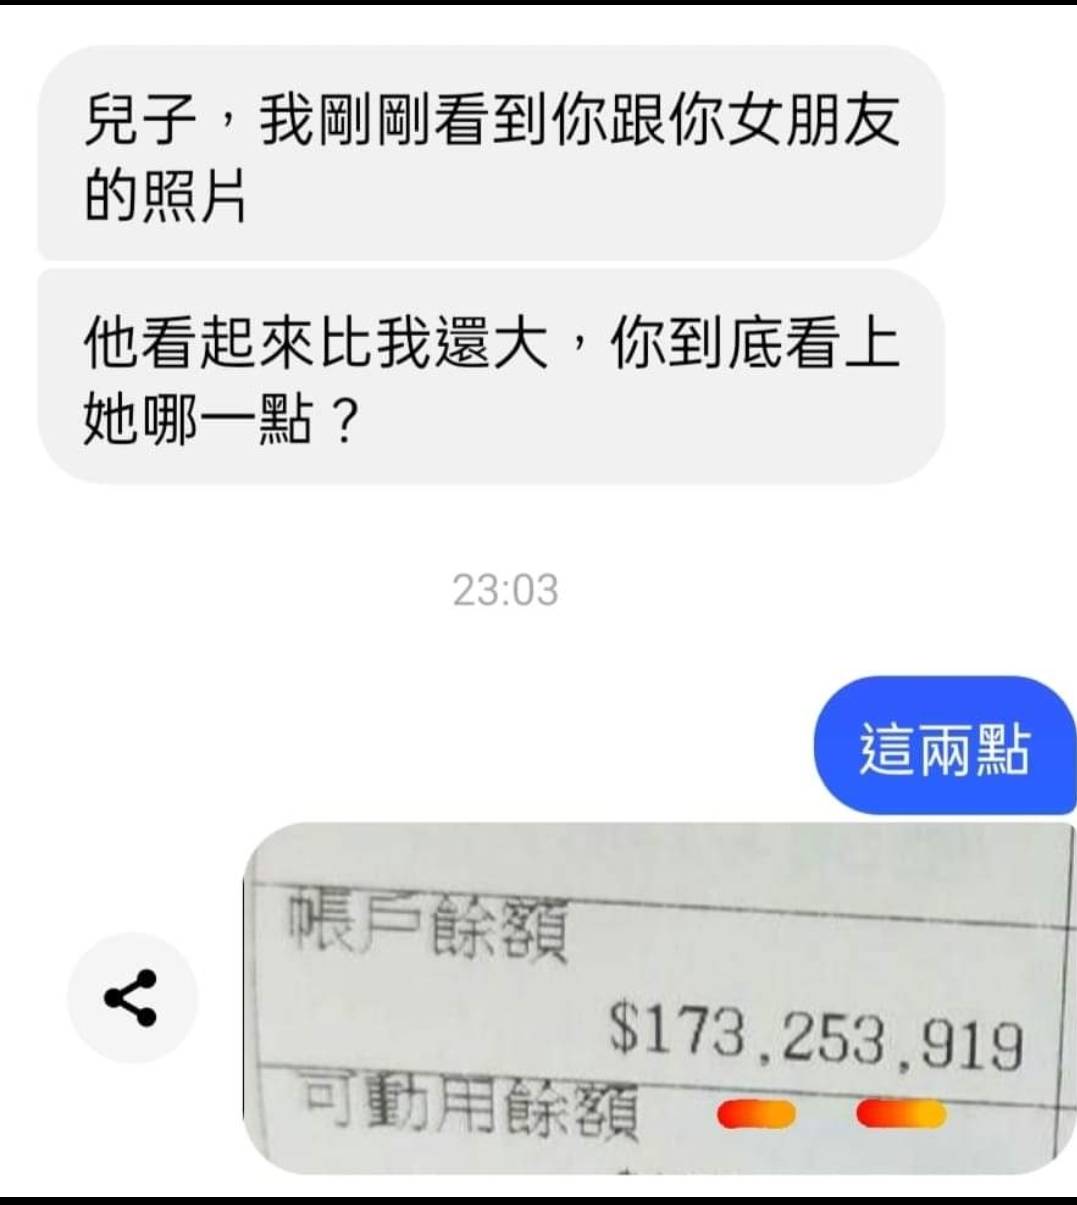 兒子，我剛剛看到你跟你女朋友
的照片
他看起來比我還大，你到底看上
她哪一點？
23:03
這兩點
帳戶餘額
$173,253,919
可動用餘額